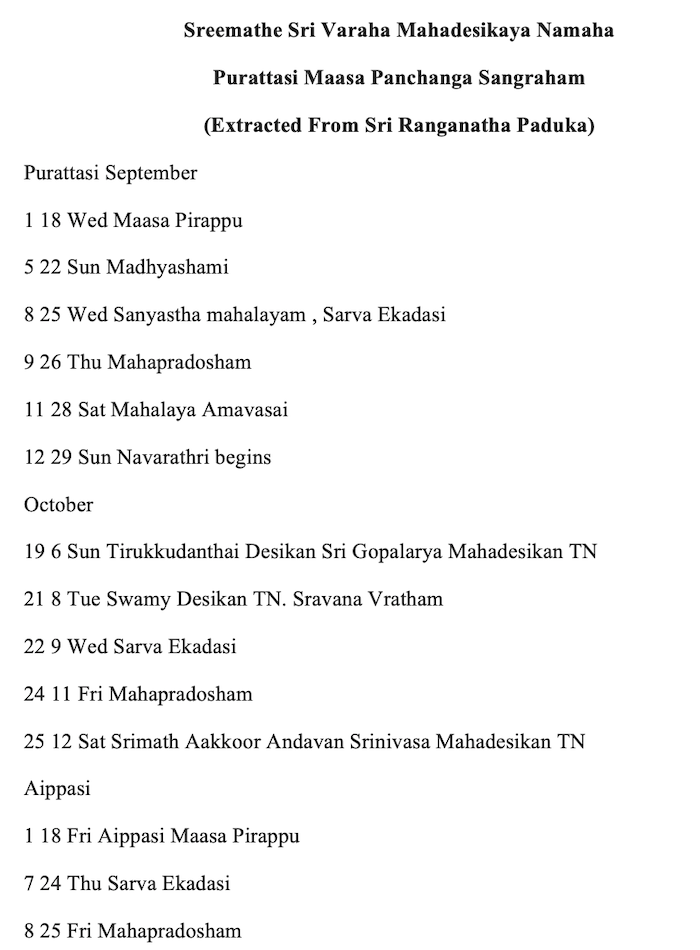 Sreemathe Sri Varaha Mahadesikaya Namaha
Purattasi Maasa Panchanga Sangraham
(Extracted From Sri Ranganatha Paduka)
Purattasi September
1 18 Wed Maasa Pirappu
5 22 Sun Madhyashami
8 25 Wed Sanyastha mahalayam , Sarva Ekadasi
9 26 Thu Mahapradosham
11 28 Sat Mahalaya Amavasai
12 29 Sun Navarathri begins
October
19 6 Sun Tirukkudanthai Desikan Sri Gopalarya Mahadesikan TN
21 8 Tue Swamy Desikan TN. Sravana Vratham
22 9 Wed Sarva Ekadasi
24 11 Fri Mahapradosham
25 12 Sat Srimath Aakkoor Andavan Srinivasa Mahadesikan TN
Aippasi
1 18 Fri Aippasi Maasa Pirappu
7 24 Thu Sarva Ekadasi
8 25 Fri Mahapradosham